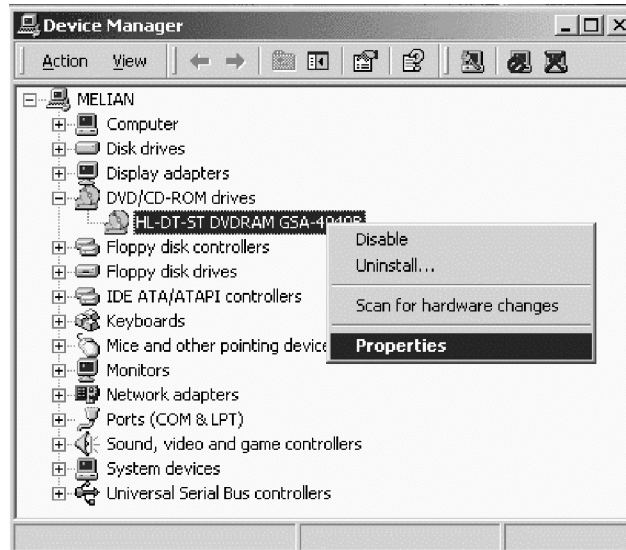 Device Manager
Action View
MELIAN
Computer
Disk drives
Display adapters
DVD/CD-ROM drives
HL-DT-ST DVDRAM GSA-4040B
Floppy disk controllers
Floppy disk drives
IDE ATA/ATAPI controllers
Keyboards
Mice and other pointing device
Monitors
Network adapters
Ports (COM & LPT)
Sound, video and game controllers
System devices
Universal Serial Bus controllers
Disable
Uninstall...
Scan for hardware changes
Properties